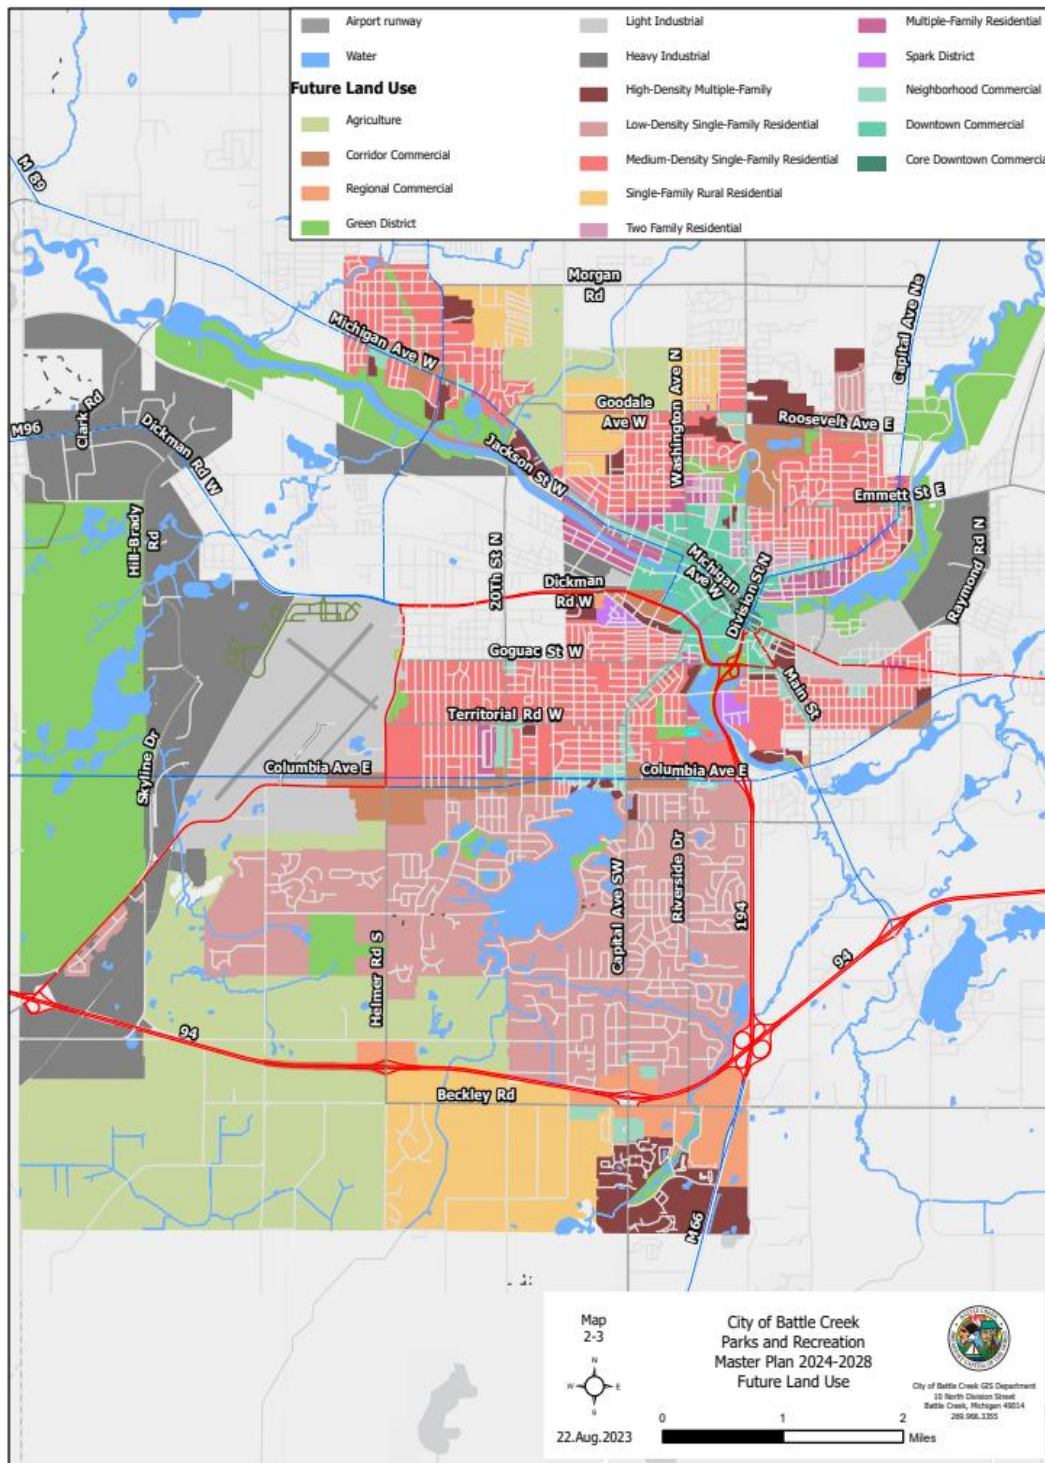 Airport runway
Water
Future Land Use
Agriculture
Corridor Commercial
Regional Commercial
Green District
Light Industrial
Heavy Industrial
High-Density Multiple-Family
Low-Density Single-Family Residential
Medium-Density Single-Family Residential
Single-Family Rural Residential
Two Family Residential
Multiple-Family Residential
Spark District
Neighborhood Commercial
Downtown Commercial
Core Downtown Commercia
M 89
Morgan
Rd
Capital Ave Ne
Michigan Ave W
Washington Ave N
Clark Rd
M96
Dickman Rd W
Goodale
Ave W
Roosevelt Ave E
Jackson St W
Emmett St E
Hill-Brady
Rd
20Th St N
Michigan
Ave W
Division St N
Raymond Rd N
Dickman
Rd W
Goguac St W
Main St
Territorial Rd W
Skyline Dr
Columbia Ave E
Columbia Ave E
Capital Ave SW
Riverside Dr
194
94
Helmer Rd S
94
Beckley Rd
M 66
Map
2-3
N
W
E
S
22.Aug.2023
City of Battle Creek
Parks and Recreation
Master Plan 2024-2028
Future Land Use
0
1
2
Miles
City of Battle Creek GIS Department
10 North Division Street
Battle Creek, Michigan 49014
269.966.3355